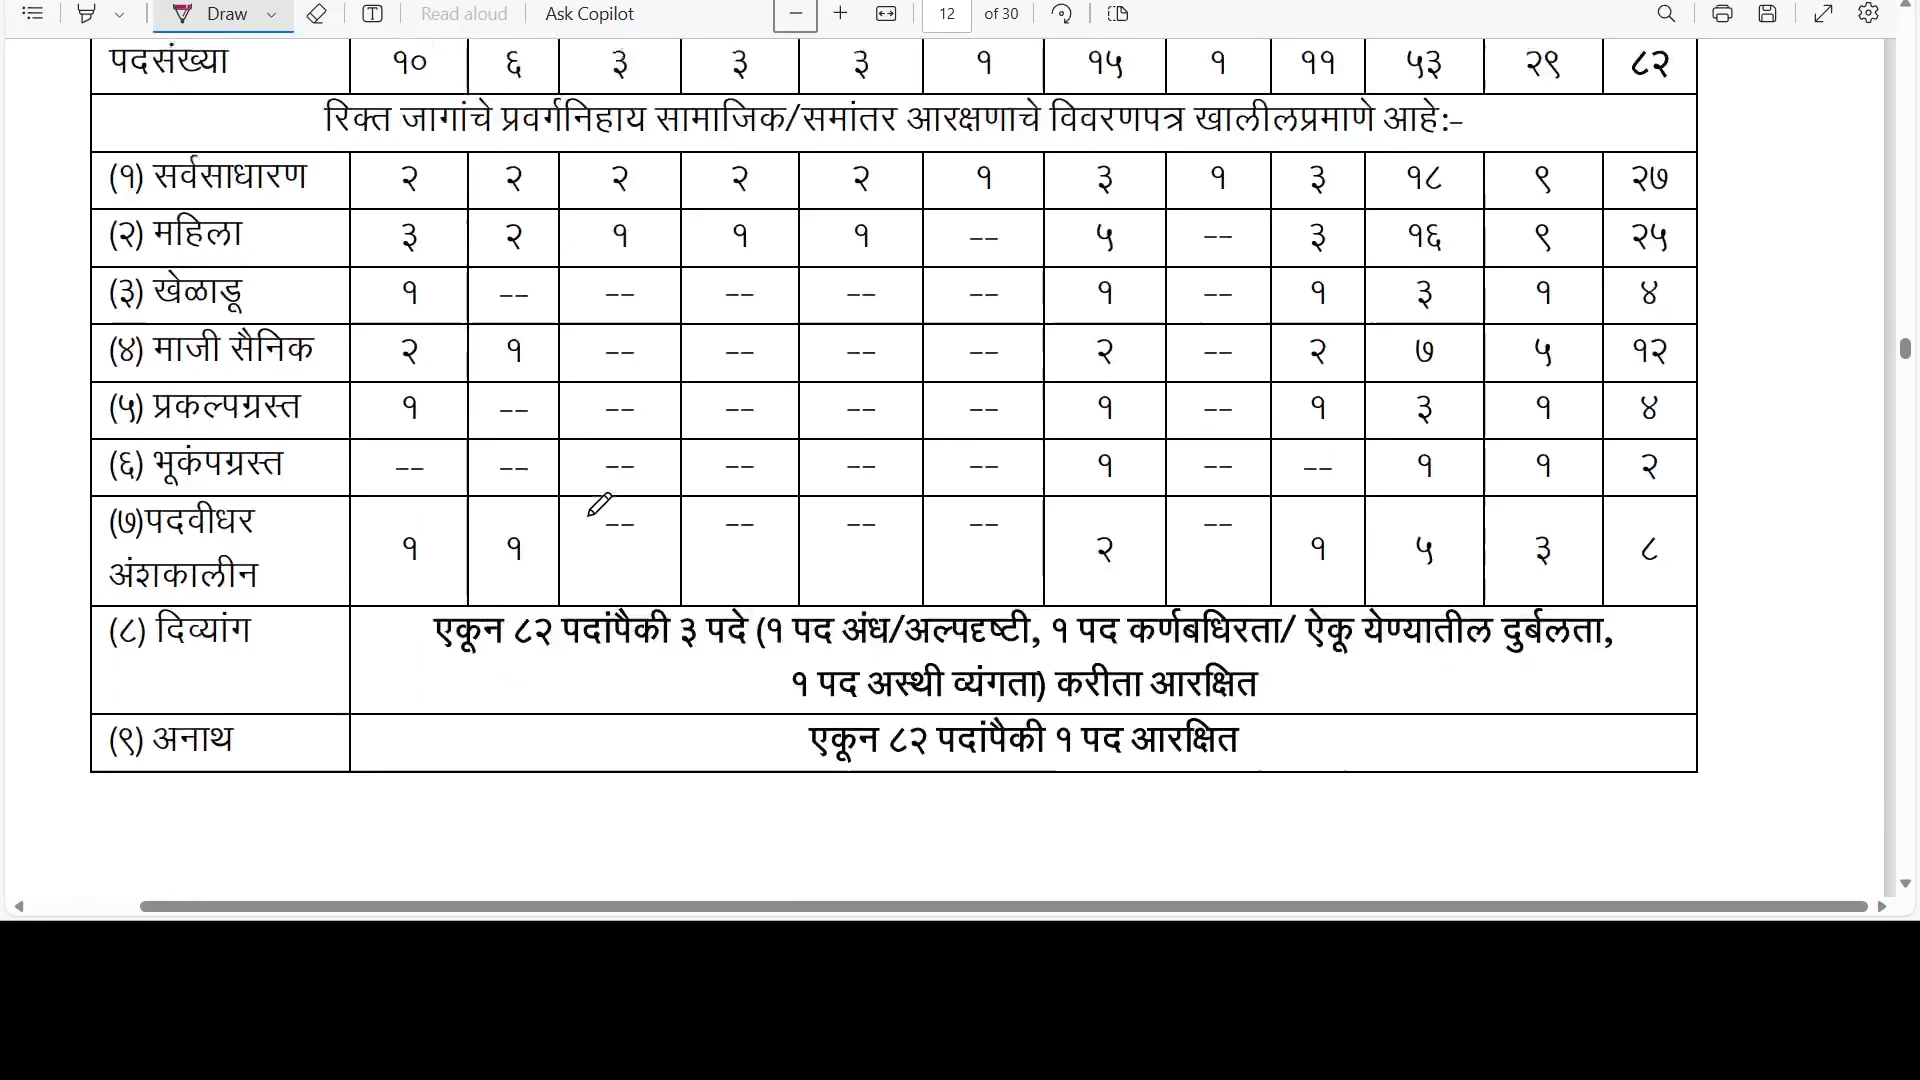 Draw Read aloud Ask Copilot 12 of 30
पदसंख्या १० ६ ३ ३ ३ १ १५ १ ११ ५३ २९ ८२
रिक्त जागांचे प्रवर्गनिहाय सामाजिक/समांतर आरक्षणाचे विवरणपत्र खालीलप्रमाणे आहे:-
(१) सर्वसाधारण २ २ २ २ २ १ ३ १ ३ १८ ९ २७
(२) महिला ३ २ १ १ १ -- ५ -- ३ १६ ९ २५
(३) खेळाडू १ -- -- -- -- -- १ -- १ ३ १ ४
(४) माजी सैनिक २ १ -- -- -- -- २ -- २ ७ ५ १२
(५) प्रकल्पग्रस्त १ -- -- -- -- -- १ -- १ ३ १ ४
(६) भूकंपग्रस्त -- -- -- -- -- -- १ -- -- १ १ २
(७)पदवीधर
अंशकालीन १ १ -- -- -- -- २ -- १ ५ ३ ८
(८) दिव्यांग एकून ८२ पदांपैकी ३ पदे (१ पद अंध/अल्पदृष्टी, १ पद कर्णबधिरता/ ऐकू येण्यातील दुर्बलता,
१ पद अस्थी व्यंगता) करीता आरक्षित
(९) अनाथ एकून ८२ पदांपैकी १ पद आरक्षित